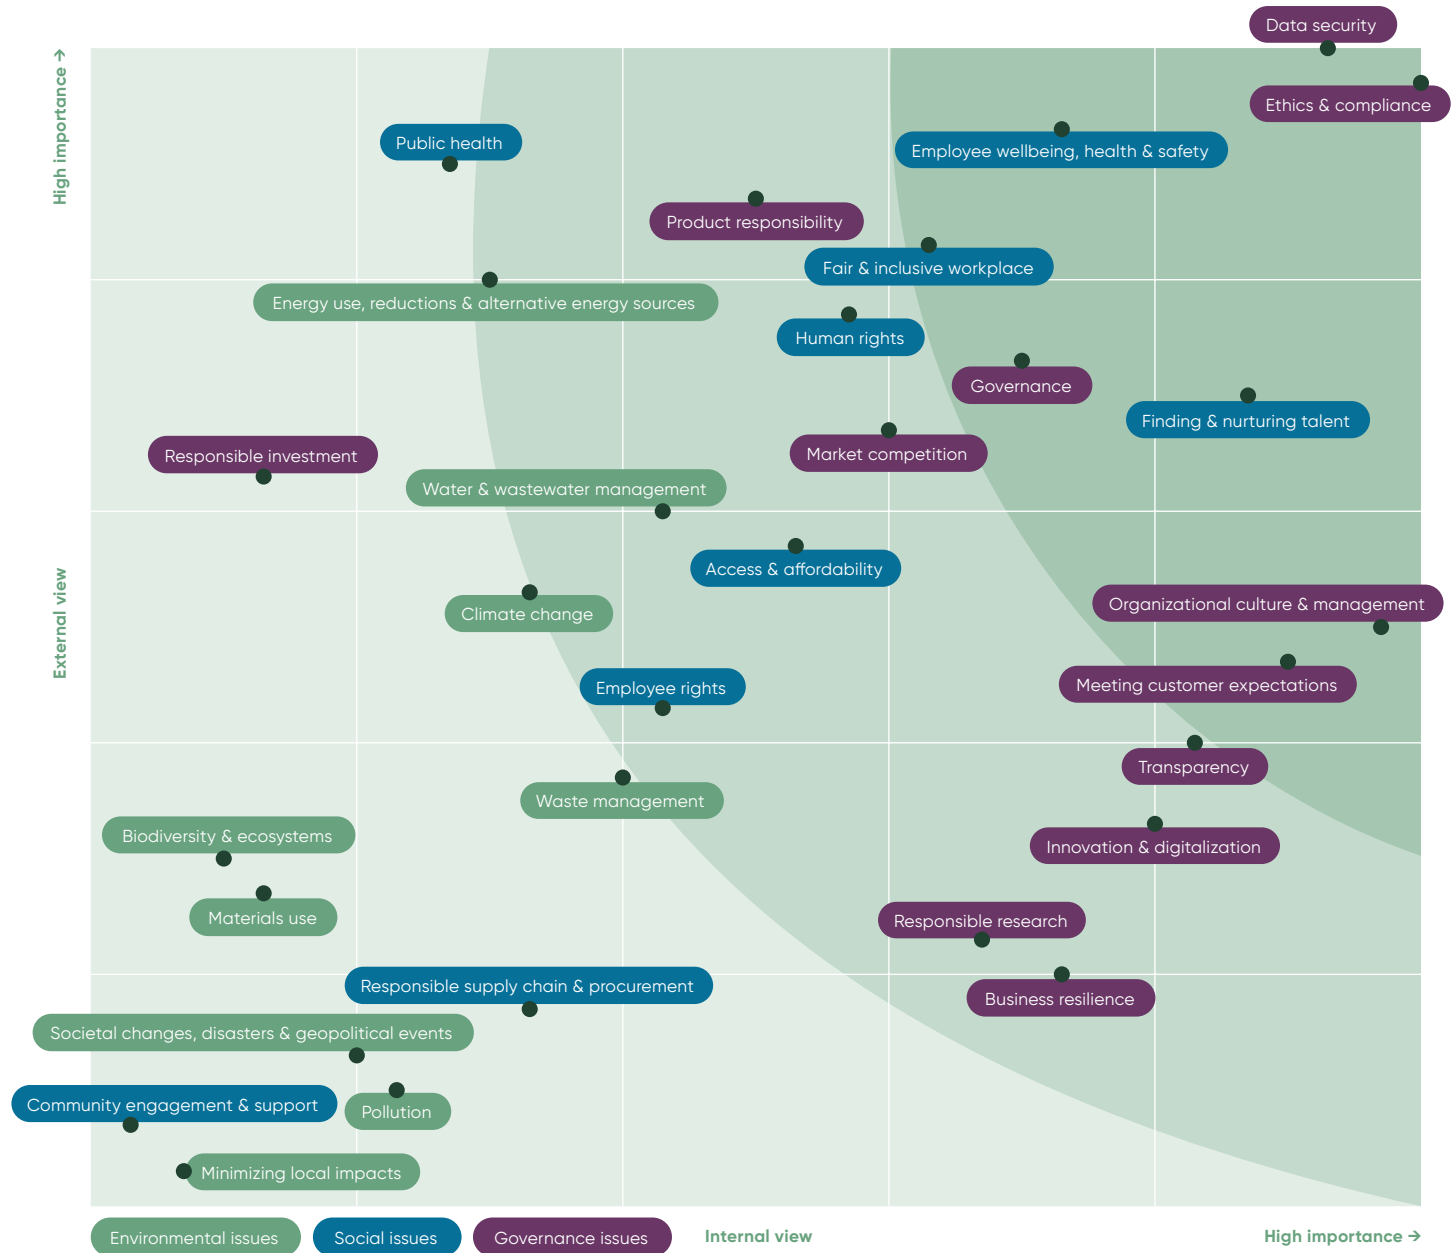 Data security
High importance →
Ethics & compliance
Public health
Employee wellbeing, health & safety
Product responsibility
Fair & inclusive workplace
Energy use, reductions & alternative energy sources
Human rights
Governance
Finding & nurturing talent
Responsible investment
Market competition
Water & wastewater management
Access & affordability
External view
Climate change
Organizational culture & management
Employee rights
Meeting customer expectations
Transparency
Waste management
Biodiversity & ecosystems
Innovation & digitalization
Materials use
Responsible research
Responsible supply chain & procurement
Business resilience
Societal changes, disasters & geopolitical events
Community engagement & support
Pollution
Minimizing local impacts
Environmental issues
Social issues
Governance issues
Internal view
High importance →